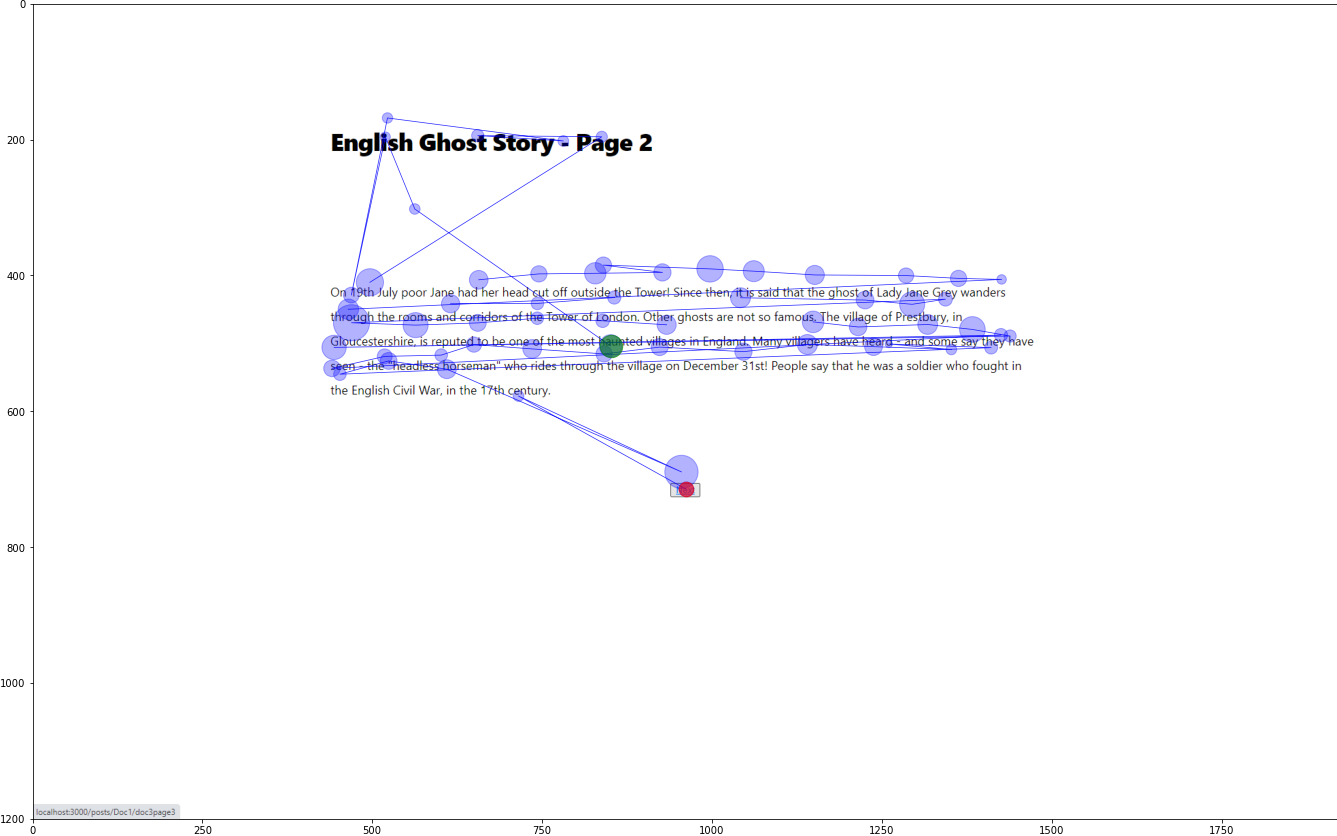 0
200
English Ghost Story - Page 2
400
On 19th July poor Jane had her head cut off outside the Tower! Since then, it is said that the ghost of Lady Jane Grey wanders
through the rooms and corridors of the Tower of London. Other ghosts are not so famous. The village of Prestbury, in
Gloucestershire, is reputed to be one of the most haunted villages in England. Many villagers have heard - and some say they have
seen - the "headless horseman" who rides through the village on December 31st! People say that he was a soldier who fought in
the English Civil War, in the 17th century.
600
800
1000
localhost:3000/posts/Doc1/doc3page3
1200
0 250 500 750 1000 1250 1500 1750